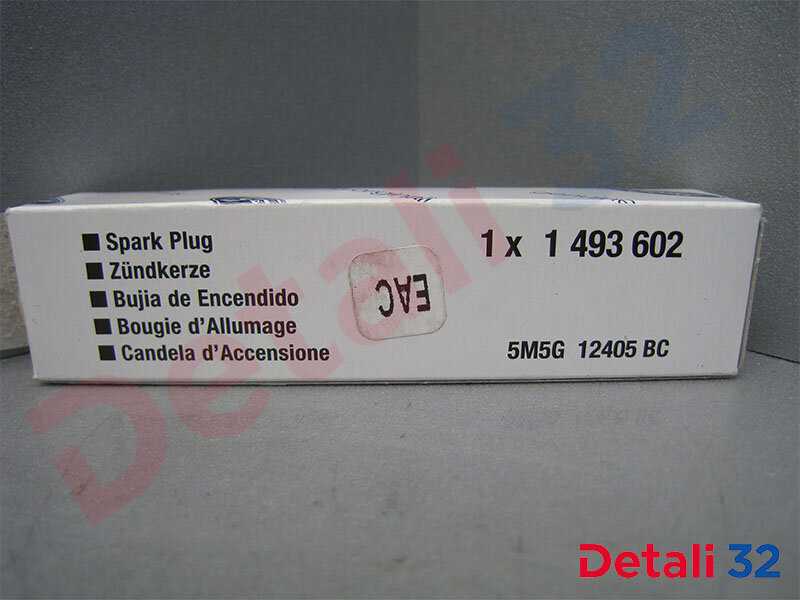 Spark Plug
Zündkerze
Bujia de Encendido
Bougie d'Allumage
Candela d'Accensione
EAC
1 x 1 493 602
5M5G 12405 BC
Detali 32
Detali 32